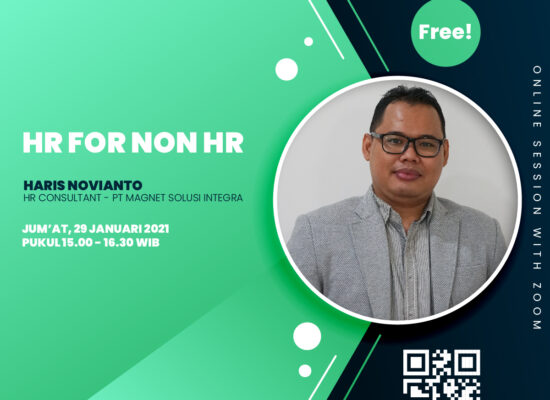 Free!
HR FOR NON HR
HARIS NOVIANTO
HR CONSULTANT - PT MAGNET SOLUSI INTEGRA
JUM'AT, 29 JANUARI 2021
PUKUL 15.00 - 16.30 WIB
ONLINE SESSION WITH ZOOM